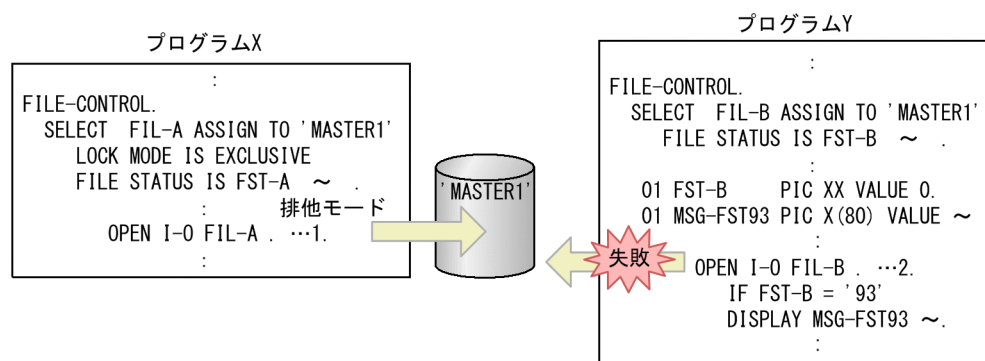 プログラムX
:
FILE-CONTROL.
SELECT FIL-A ASSIGN TO 'MASTER1'
LOCK MODE IS EXCLUSIVE
FILE STATUS IS FST-A ～ .
:
排他モード
OPEN I-O FIL-A . …1.
:
'MASTER1'
プログラムY
:
FILE-CONTROL.
SELECT FIL-B ASSIGN TO 'MASTER1'
FILE STATUS IS FST-B ～ .
:
01 FST-B PIC XX VALUE 0.
01 MSG-FST93 PIC X(80) VALUE ～
:
失敗
OPEN I-O FIL-B . …2.
IF FST-B = '93'
DISPLAY MSG-FST93 ～.
: